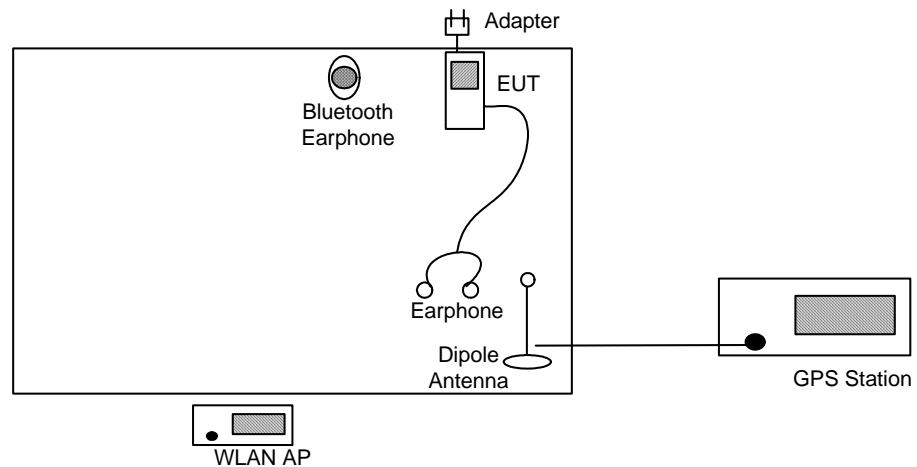 Adapter
EUT
Bluetooth
Earphone
Earphone
Dipole
Antenna
GPS Station
WLAN AP